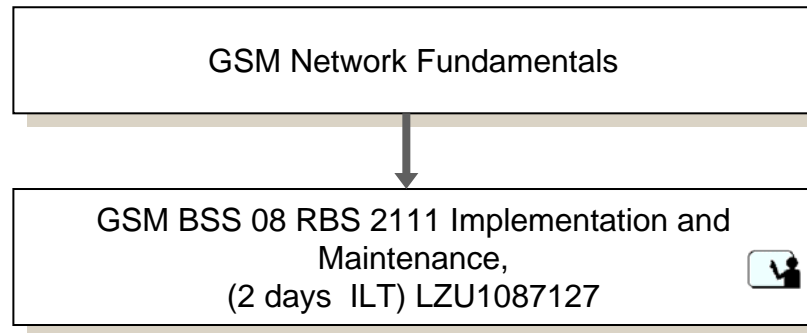 GSM Network Fundamentals
GSM BSS 08 RBS 2111 Implementation and
Maintenance,
(2 days  ILT) LZU1087127